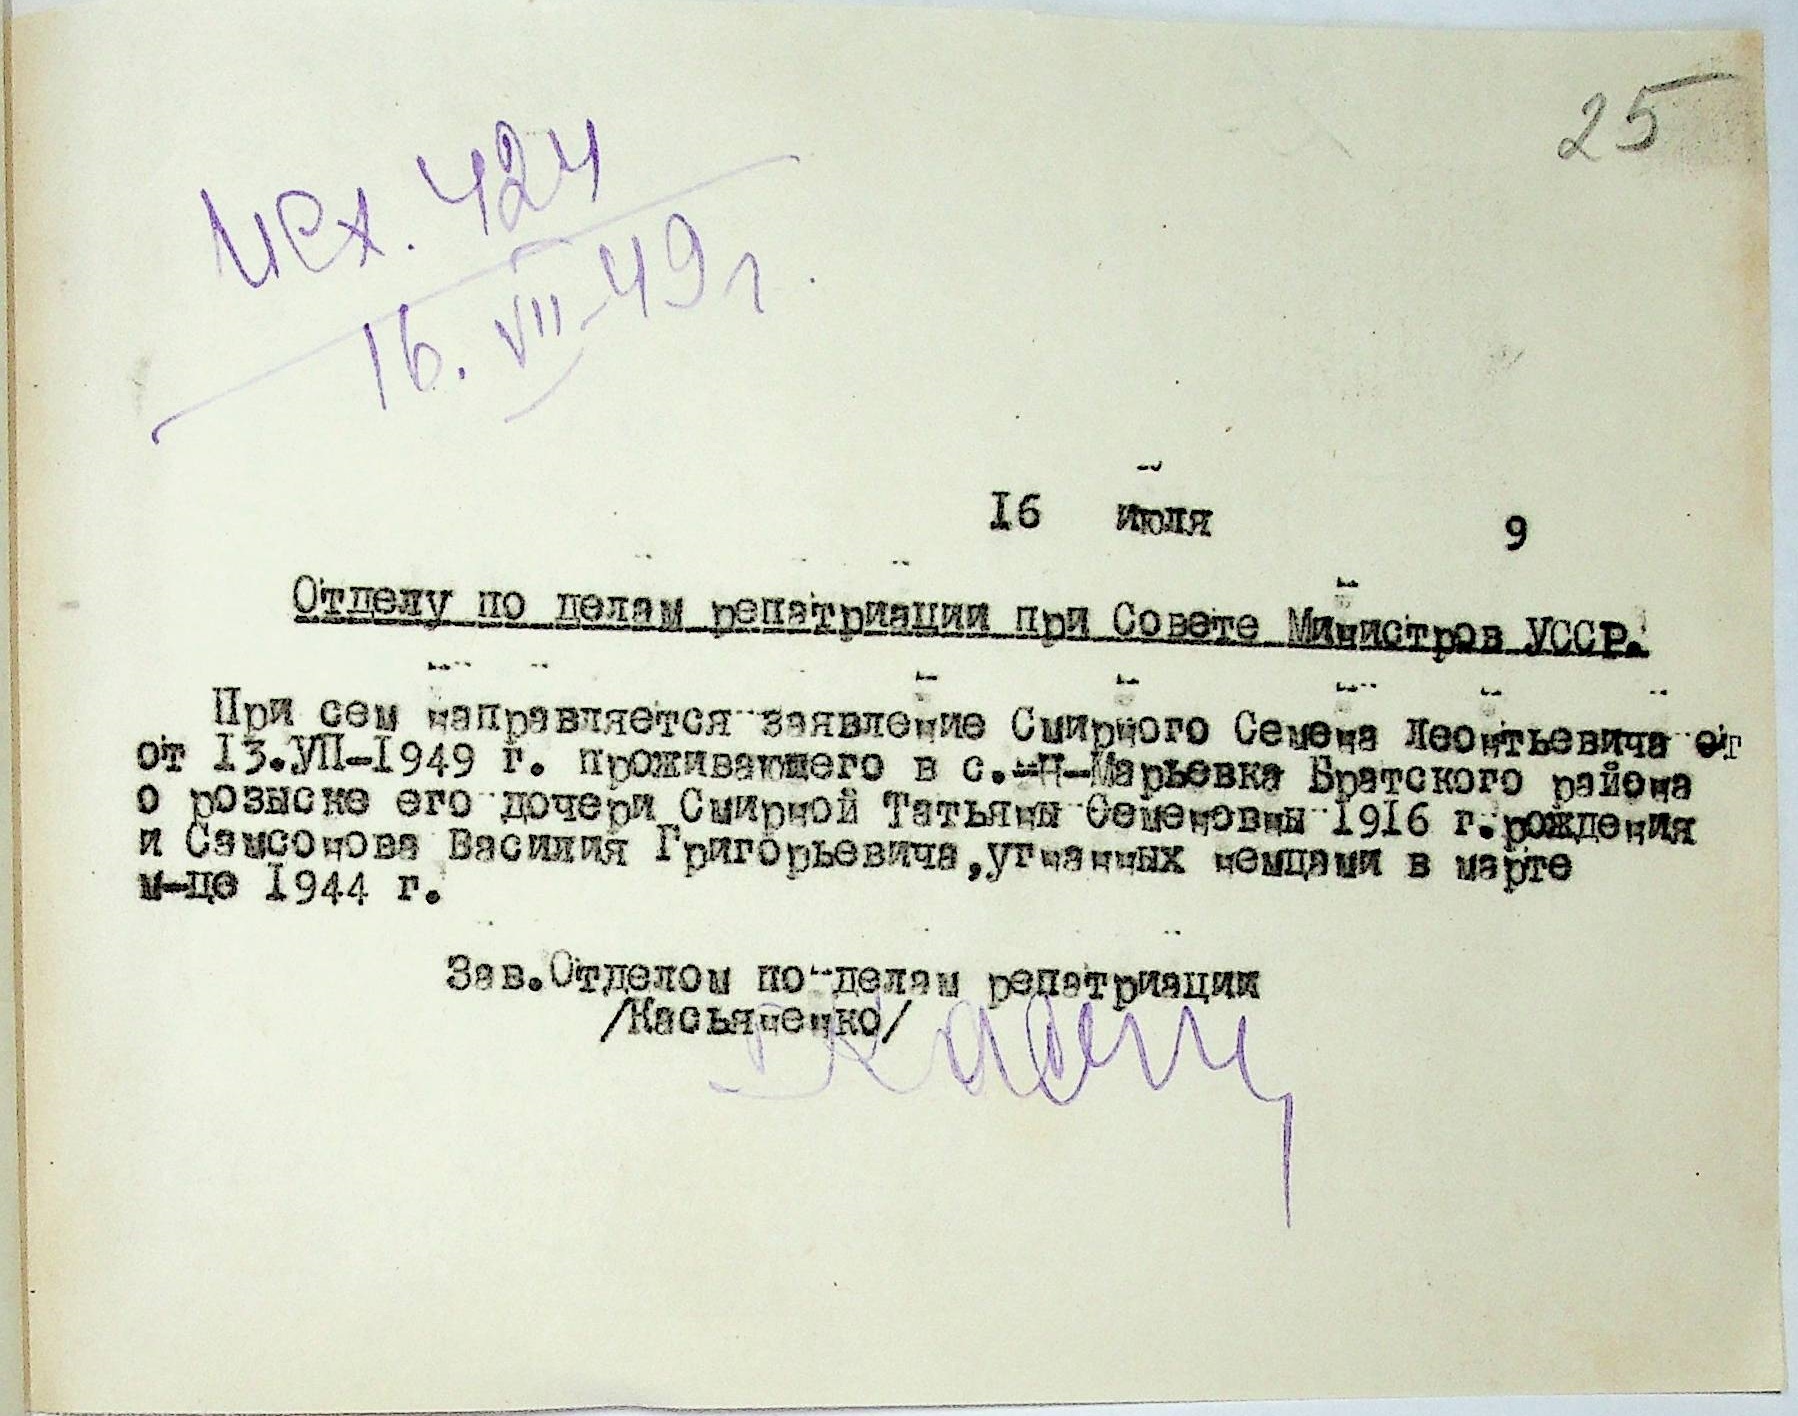 25
исх. 424
16. VII-49 г.
16 июля 9
Отделу по делам репатриации при Совете Министров УССР.
При сем направляется заявление Смирного Семена Леонтьевича от
от 13.УП-1949 г. проживающего в с.-Н-Марьевка Братского района
о розыске его дочери Смирной Татьяны Семеновны 1916 г.рождения
и Самсонова Василия Григорьевича,угнанных немцами в марте
м-це 1944 г.
Зав.Отделом по делам репатриации
/Касьяненко/